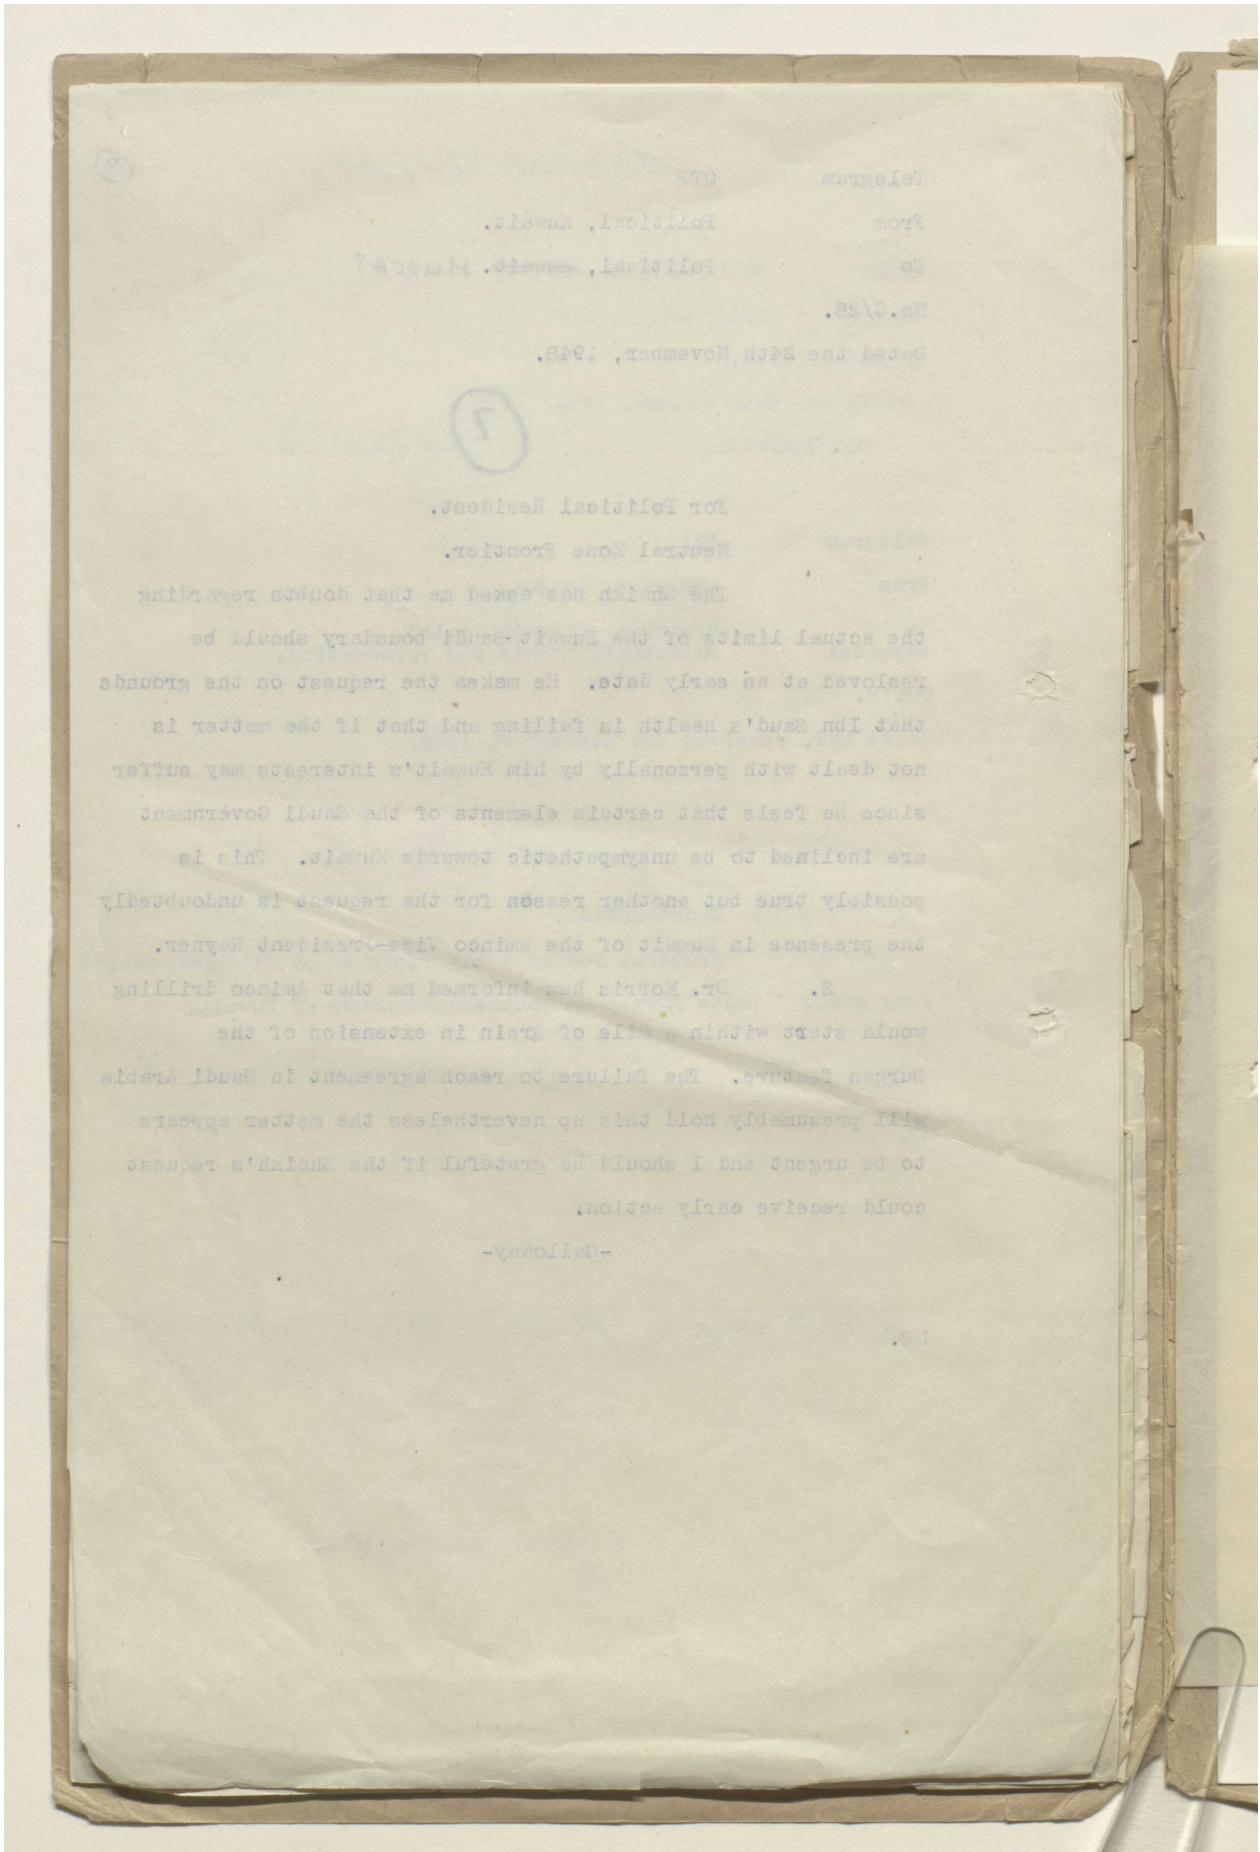 Telegram OTP
From Political, Kuwait.
To Political, Kuwait. MUSCAT
No.C/28.
Dated the 24th November, 1948.
7
For Political Resident.
Neutral Zone Frontier.
The Sheikh has asked me that doubts regarding
the actual limits of the Kuwait-Saudi boundary should be
resloved at an early date. He makes the request on the grounds
that Ibn Saud's health is failing and that if the matter is
not dealt with personally by him Kuwait's interests may suffer
since he feels that certain elements of the Saudi Government
are inclined to be unsympathetic towards Kuwait. This is
possibly true but another reason for the request is undoubtedly
the presence in Kuwait of the Aminco Vice-President Rayner.
2. Dr. Morris has informed me that Aminco drilling
would start within a mile of Arain in extension of the
Burgan feature. The failure to reach agreement in Saudi Arabia
will presumably hold this up nevertheless the matter appears
to be urgent and I should be grateful if the Sheikh's request
could receive early action.
-Galloway-